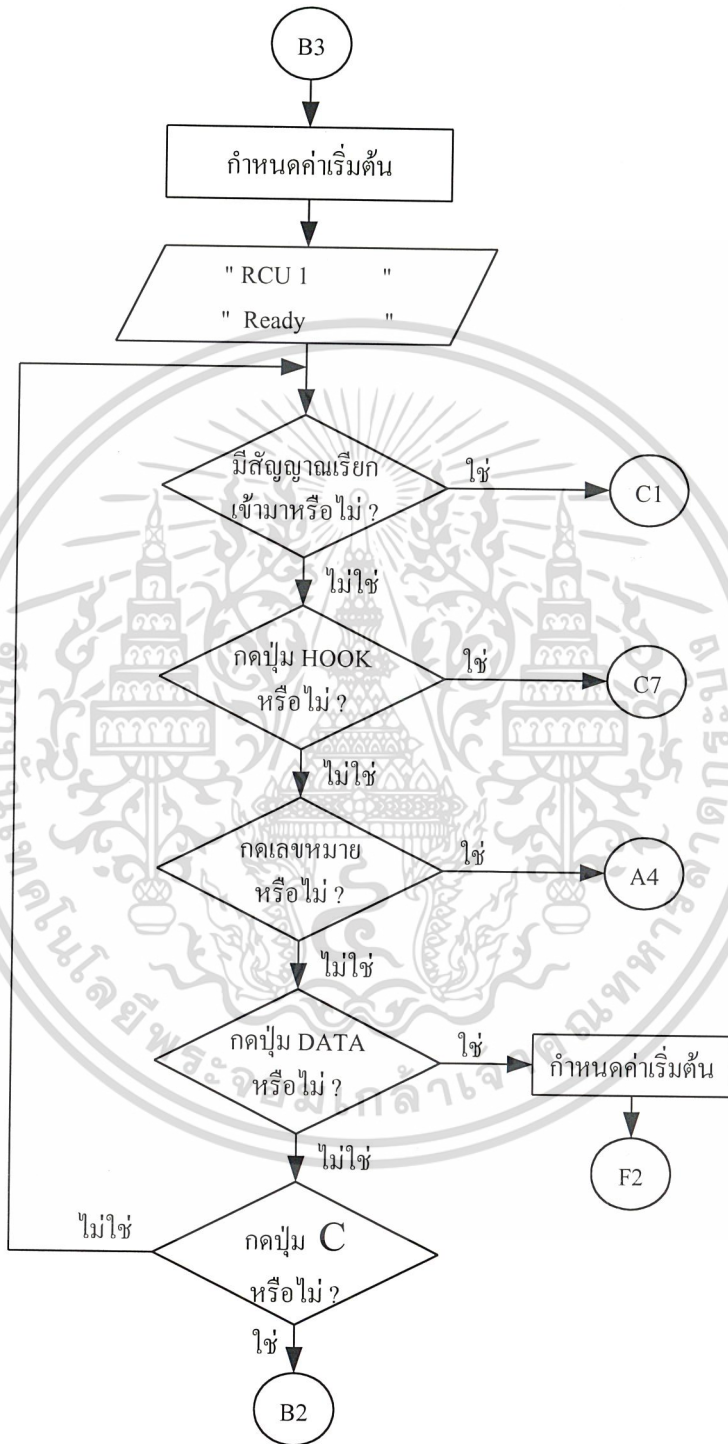 B3
กำหนดค่าเริ่มต้น
" RCU 1 "
" Ready "
มีสัญญาณเรียก
เข้ามาหรือไม่ ?
ใช่
C1
ไม่ใช่
กดปุ่ม HOOK
หรือไม่ ?
ใช่
C7
ไม่ใช่
กดเลขหมาย
หรือไม่ ?
ใช่
A4
ไม่ใช่
กดปุ่ม DATA
หรือไม่ ?
ใช่
กำหนดค่าเริ่มต้น
F2
ไม่ใช่
กดปุ่ม C
หรือไม่ ?
ไม่ใช่
ใช่
B2